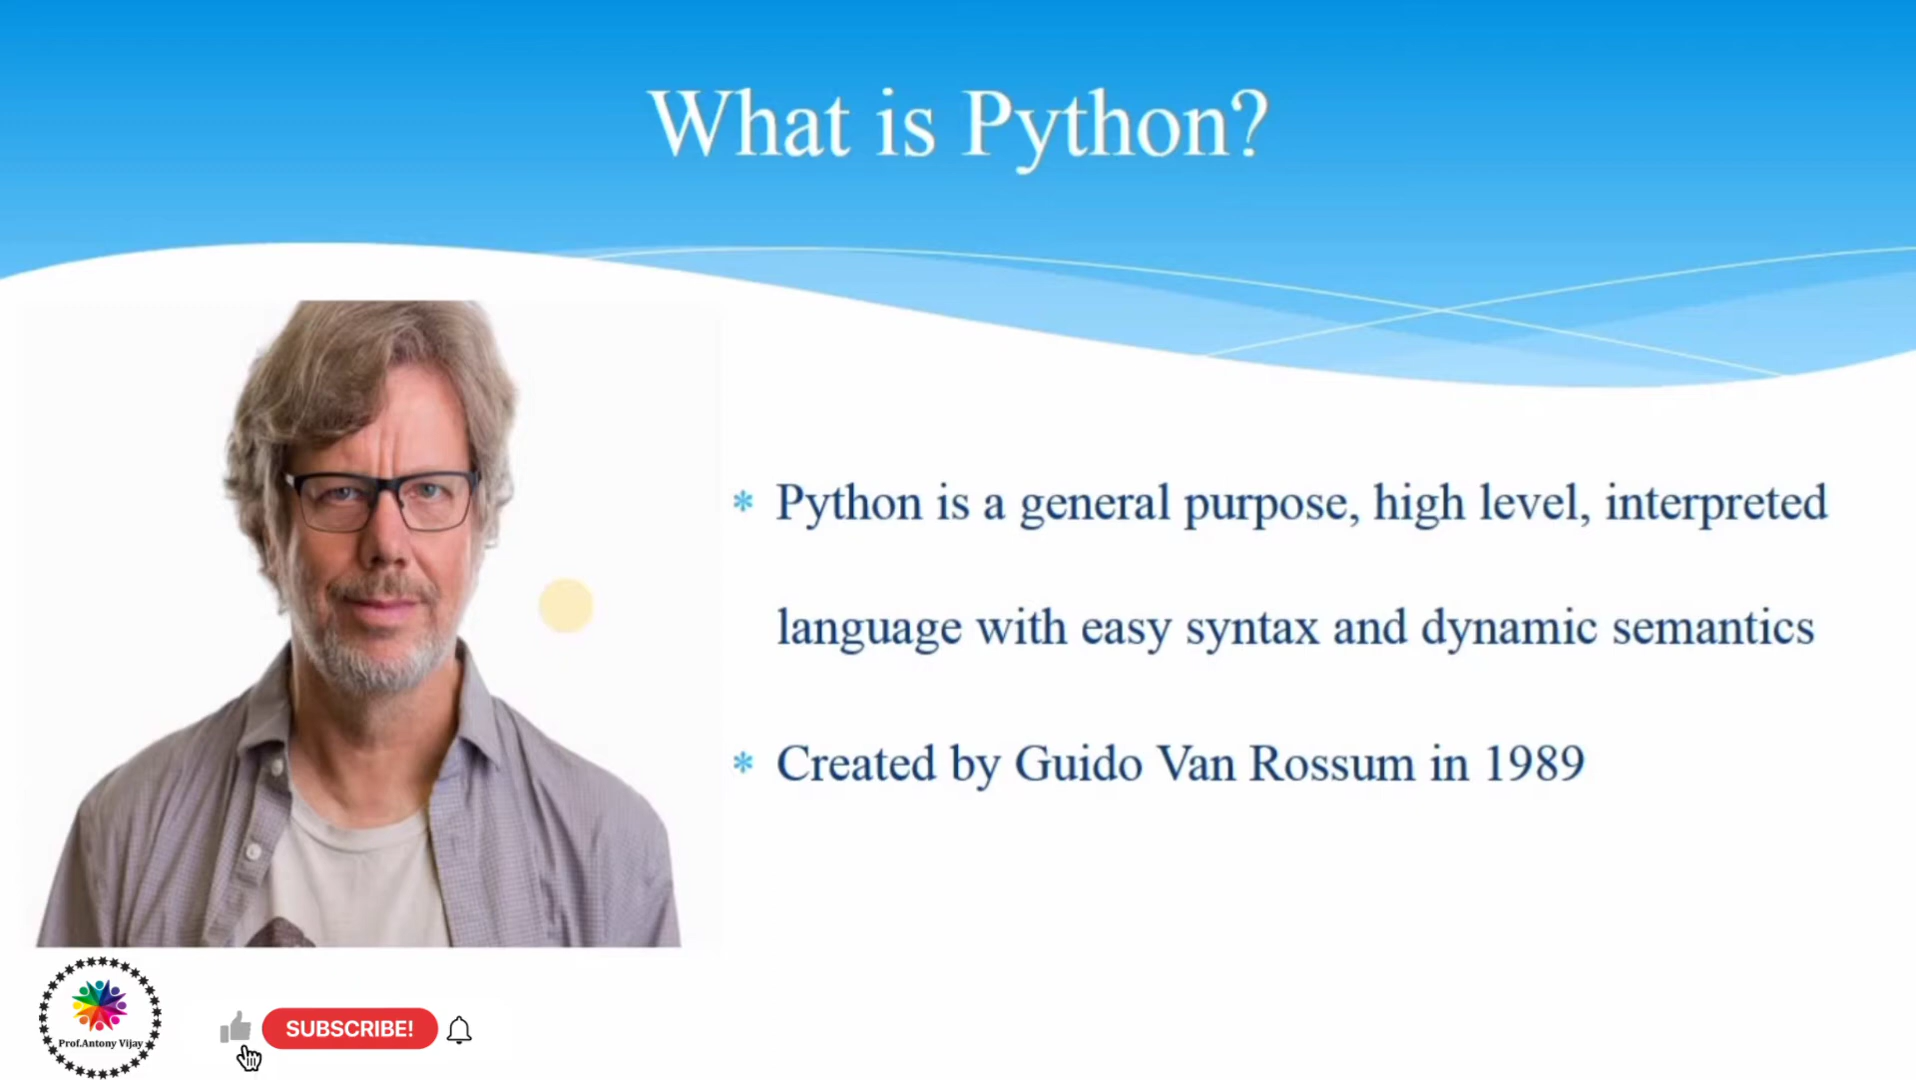 What is Python?
* Python is a general purpose, high level, interpreted
language with easy syntax and dynamic semantics
* Created by Guido Van Rossum in 1989
Prof.Antony Vijay
SUBSCRIBE!